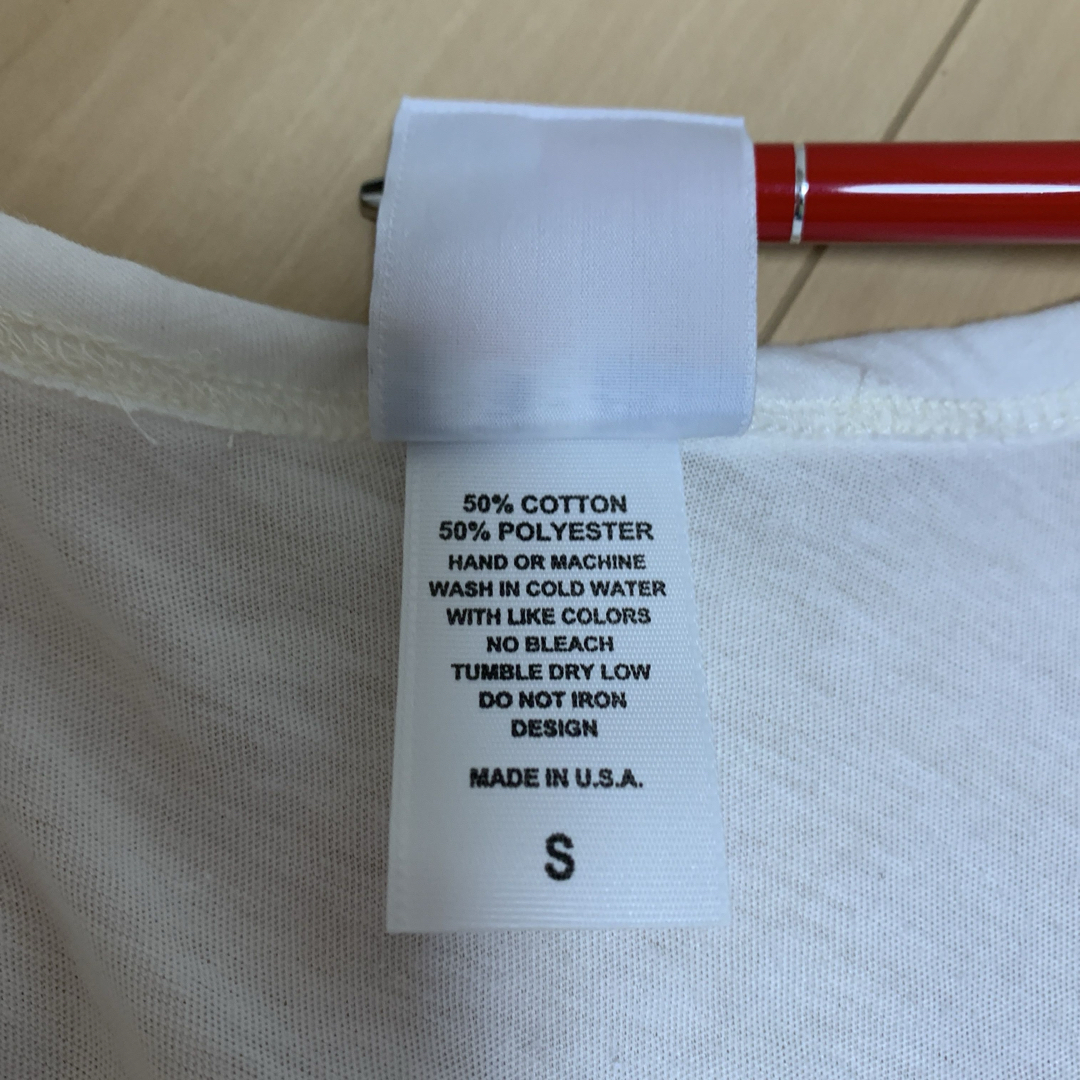 50% COTTON
50% POLYESTER
HAND OR MACHINE
WASH IN COLD WATER
WITH LIKE COLORS
NO BLEACH
TUMBLE DRY LOW
DO NOT IRON
DESIGN
MADE IN U.S.A.
S